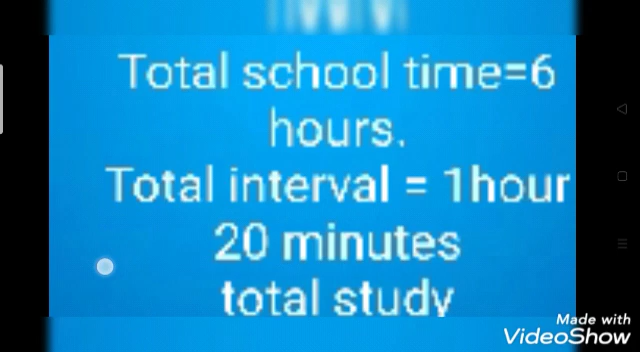 Total school time=6
hours.
Total interval = 1hour
20 minutes
total study
Made with
VideoShow